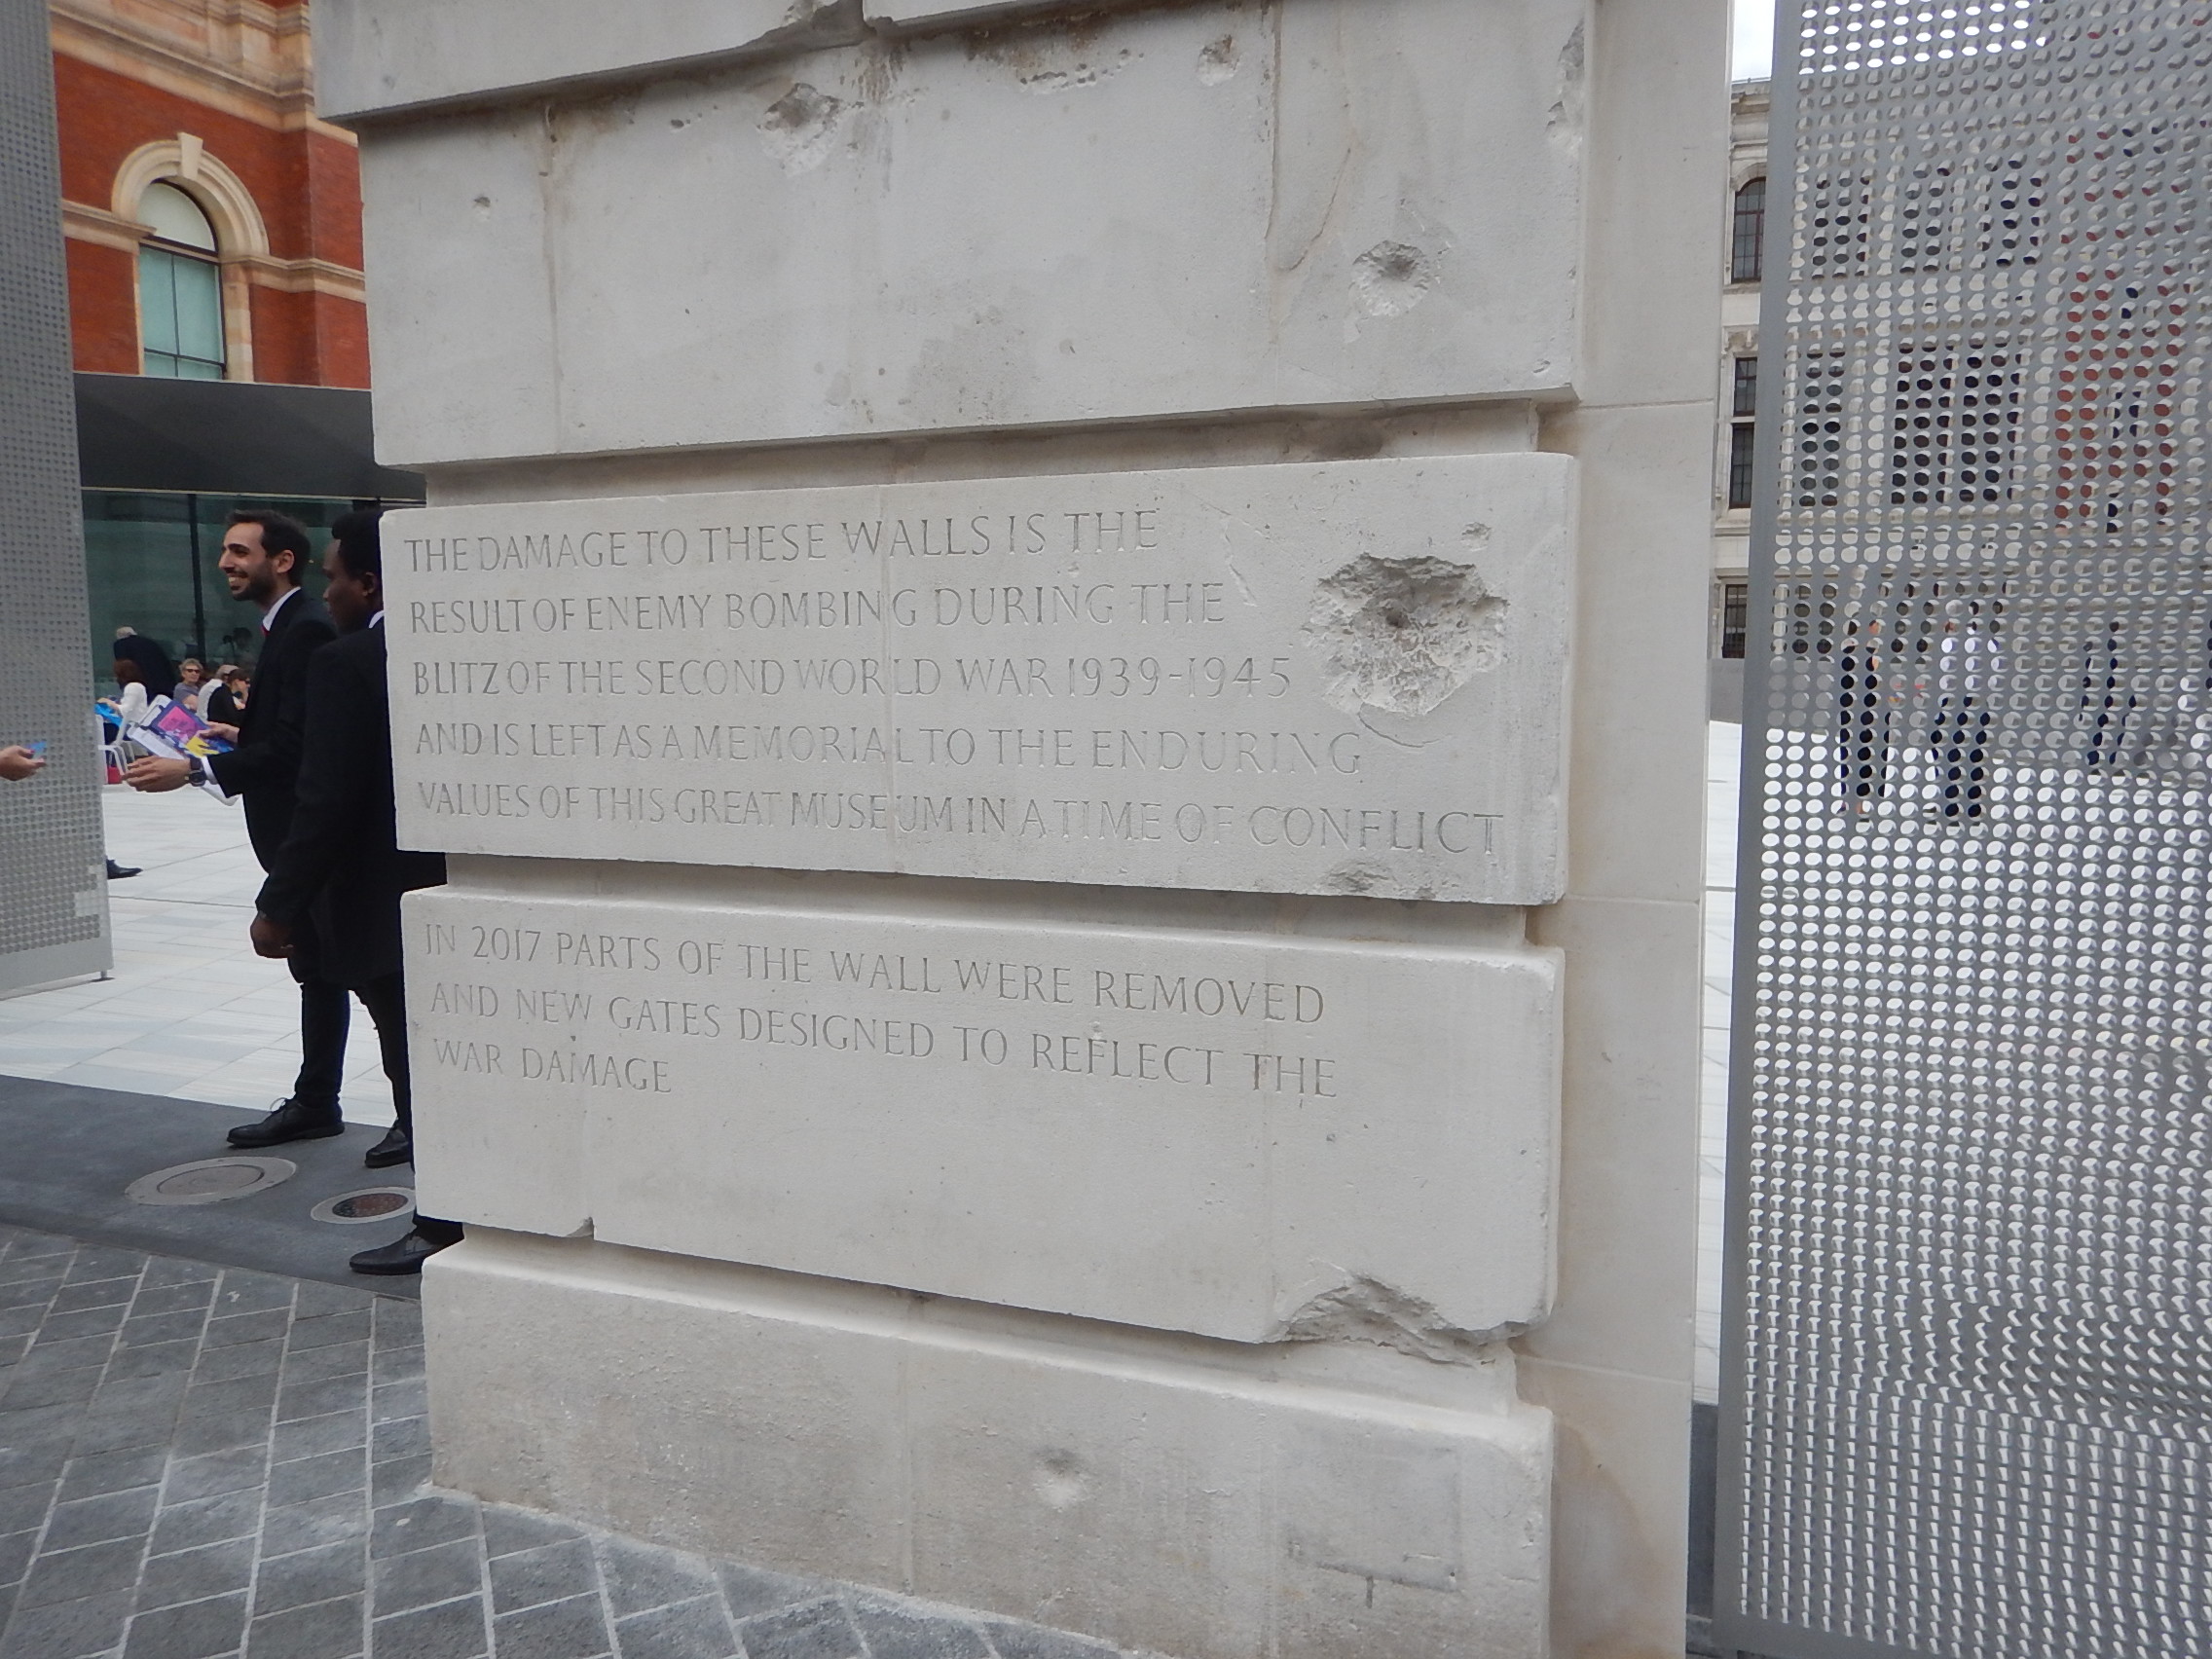 THE DAMAGE TO THESE WALLS IS THE
RESULT OF ENEMY BOMBING DURING THE
BLITZ OF THE SECOND WORLD WAR 1939-1945
AND IS LEFT AS A MEMORIAL TO THE ENDURING
VALUES OF THIS GREAT MUSEUM IN A TIME OF CONFLICT
IN 2017 PARTS OF THE WALL WERE REMOVED
AND NEW GATES DESIGNED TO REFLECT THE
WAR DAMAGE